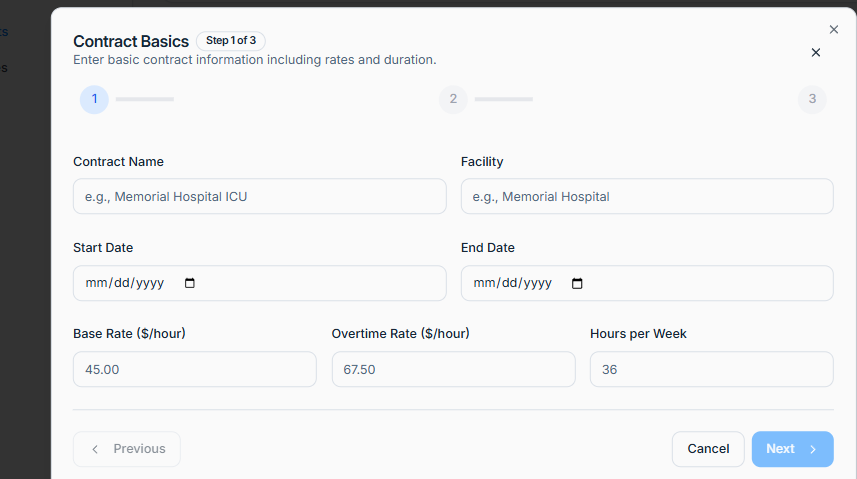 Contract Basics Step 1 of 3
Enter basic contract information including rates and duration.
1 2 3
Contract Name Facility
e.g., Memorial Hospital ICU e.g., Memorial Hospital
Start Date End Date
mm/dd/yyyy mm/dd/yyyy
Base Rate ($/hour) Overtime Rate ($/hour) Hours per Week
45.00 67.50 36
Previous Cancel Next